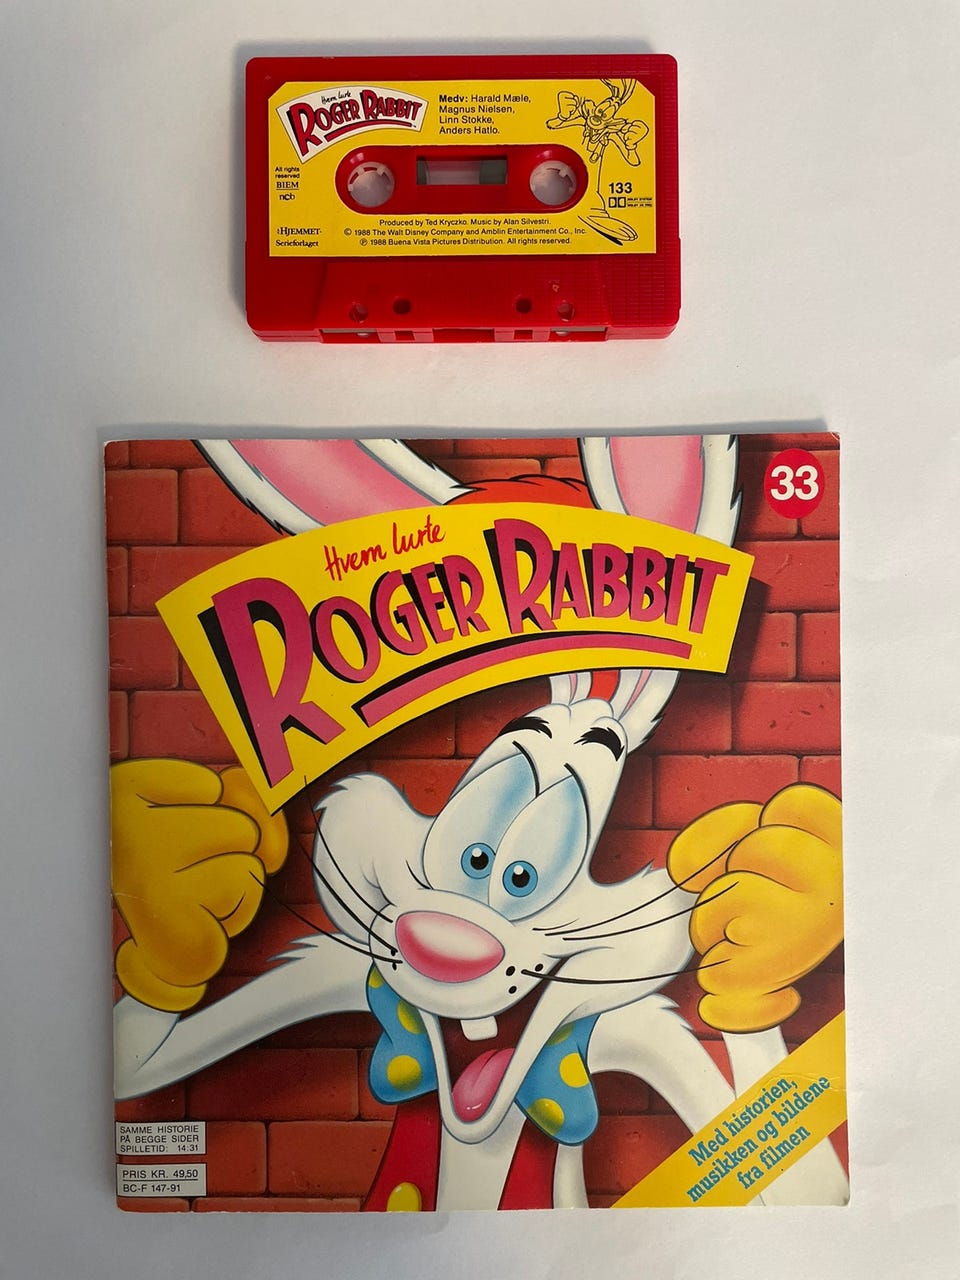 Hvem lurte
ROGER RABBIT
Medv: Harald Mæle,
Magnus Nielsen,
Linn Stokke,
Anders Hatlo.
All rights
reserved
BIEM
ncb
HJEMMET-
Serieforlaget
133
DOLBY SYSTEM
Produced by Ted Kryczko. Music by Alan Silvestri.
© 1988 The Walt Disney Company and Amblin Entertainment Co., Inc.
℗ 1988 Buena Vista Pictures Distribution. All rights reserved.
33
Hvem lurte
ROGER RABBIT
SAMME HISTORIE
PÅ BEGGE SIDER
SPILLETID: 14:31
PRIS KR. 49,50
BC-F 147-91
Med historien,
musikken og bildene
fra filmen